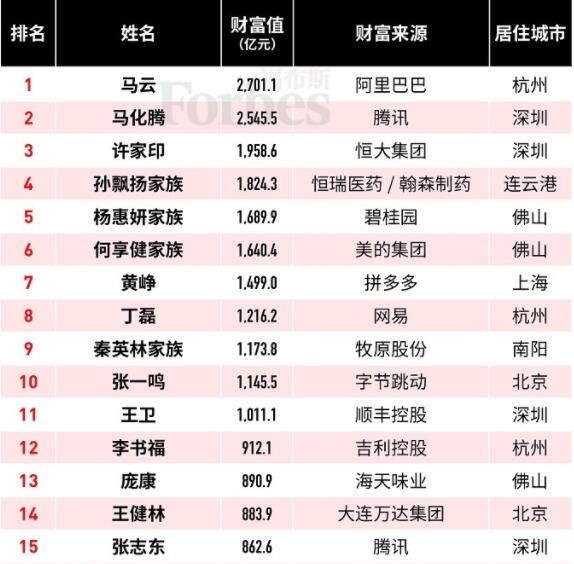 排名 姓名 财富值 (亿元) 财富来源 居住城市
福布斯
Forbes
1 马云 2,701.1 阿里巴巴 杭州
2 马化腾 2,545.5 腾讯 深圳
3 许家印 1,958.6 恒大集团 深圳
4 孙飘扬家族 1,824.3 恒瑞医药 / 翰森制药 连云港
5 杨惠妍家族 1,689.9 碧桂园 佛山
6 何享健家族 1,640.4 美的集团 佛山
7 黄峥 1,499.0 拼多多 上海
8 丁磊 1,216.2 网易 杭州
9 秦英林家族 1,173.8 牧原股份 南阳
10 张一鸣 1,145.5 字节跳动 北京
11 王卫 1,011.1 顺丰控股 深圳
12 李书福 912.1 吉利控股 杭州
13 庞康 890.9 海天味业 佛山
14 王健林 883.9 大连万达集团 北京
15 张志东 862.6 腾讯 深圳